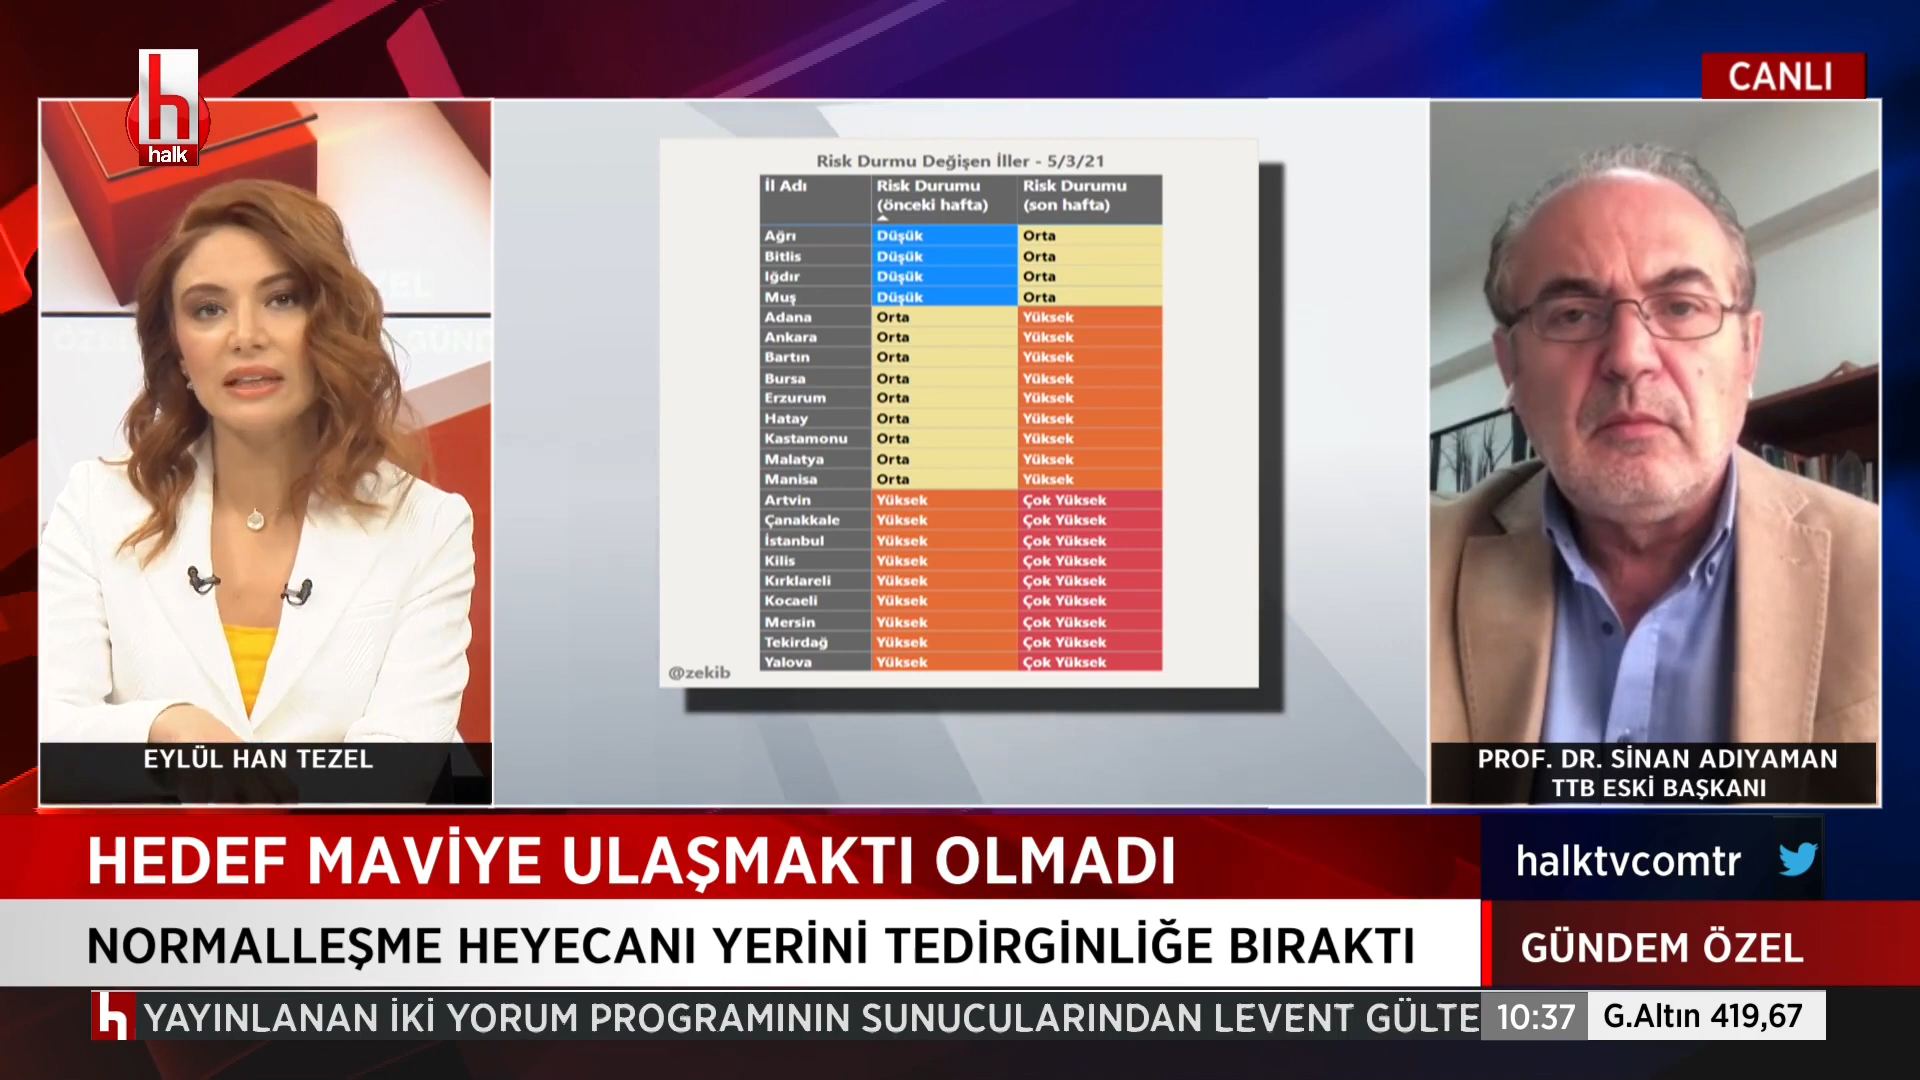 h
halk
CANLI
Risk Durmu Değişen İller - 5/3/21
İl Adı Risk Durumu (önceki hafta) Risk Durumu (son hafta)
Ağrı Düşük Orta
Bitlis Düşük Orta
Iğdır Düşük Orta
Muş Düşük Orta
Adana Orta Yüksek
Ankara Orta Yüksek
Bartın Orta Yüksek
Bursa Orta Yüksek
Erzurum Orta Yüksek
Hatay Orta Yüksek
Kastamonu Orta Yüksek
Malatya Orta Yüksek
Manisa Orta Yüksek
Artvin Yüksek Çok Yüksek
Çanakkale Yüksek Çok Yüksek
İstanbul Yüksek Çok Yüksek
Kilis Yüksek Çok Yüksek
Kırklareli Yüksek Çok Yüksek
Kocaeli Yüksek Çok Yüksek
Mersin Yüksek Çok Yüksek
Tekirdağ Yüksek Çok Yüksek
Yalova Yüksek Çok Yüksek
@zekib
EYLÜL HAN TEZEL
PROF. DR. SİNAN ADIYAMAN
TTB ESKİ BAŞKANI
HEDEF MAVİYE ULAŞMAKTI OLMADI
halktvcomtr
NORMALLEŞME HEYECANI YERİNİ TEDİRGİNLİĞE BIRAKTI
GÜNDEM ÖZEL
h YAYINLANAN İKİ YORUM PROGRAMININ SUNUCULARINDAN LEVENT GÜLTE
10:37 G.Altın 419,67